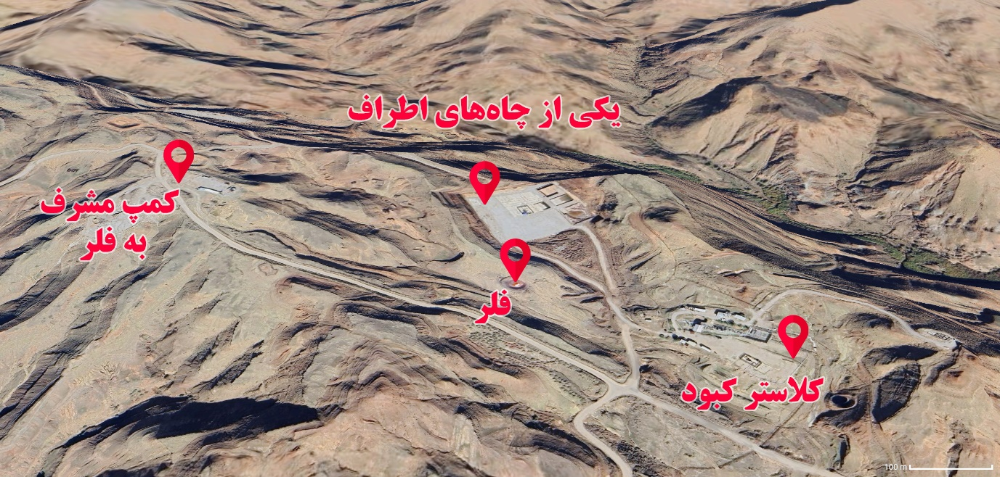 یکی از چاه‌های اطراف
کمپ مشرف
به فلر
فلر
کلاستر کبود
100 m